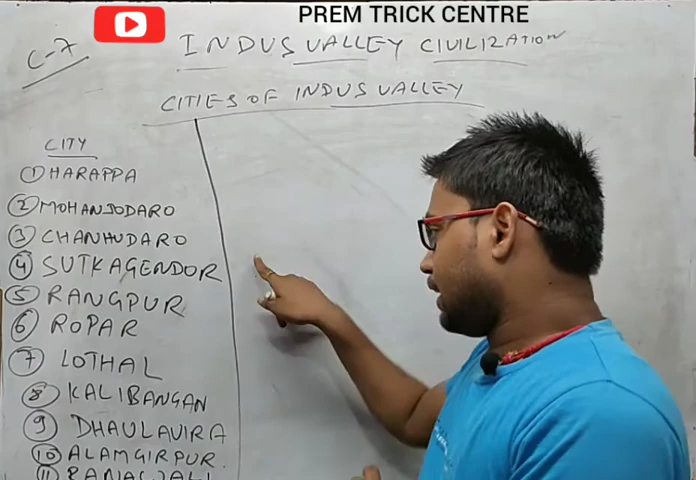 PREM TRICK CENTRE
C-7
INDUS VALLEY CIVILIZATION
CITIES OF INDUS VALLEY
CITY
① HARAPPA
② MOHANJODARO
③ CHANHUDARO
④ SUTKAGENDOR
⑤ RANGPUR
⑥ ROPAR
⑦ LOTHAL
⑧ KALIBANGAN
⑨ DHAULAVIRA
⑩ ALAMGIRPUR.
⑪